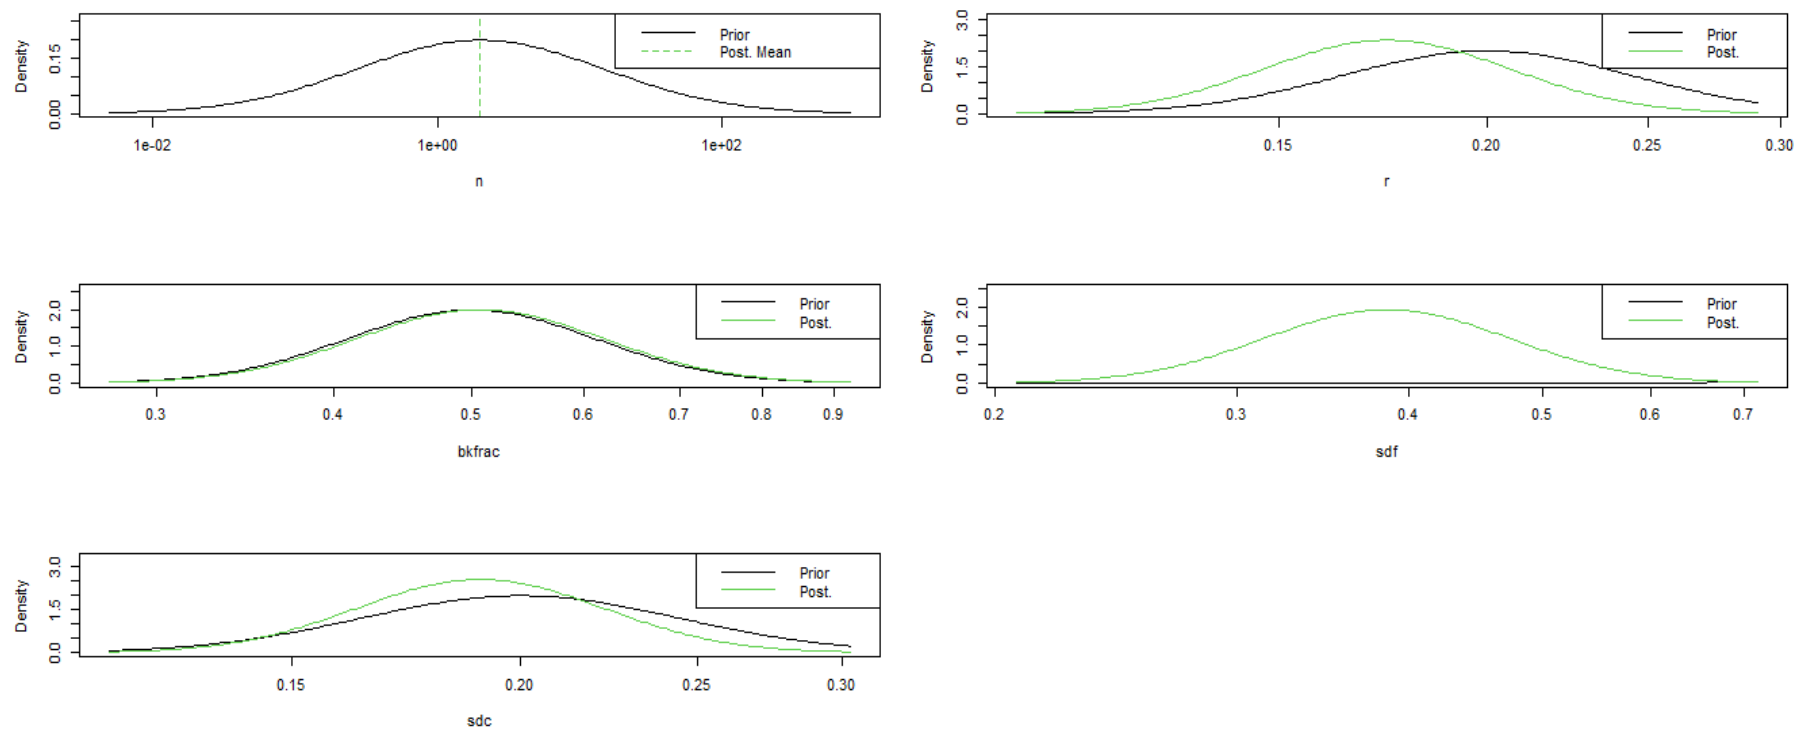 Density
0.00 0.15
Prior
Post. Mean
1e-02 1e+00 1e+02
n
Density
0.0 1.5 3.0
Prior
Post.
0.15 0.20 0.25 0.30
r
Density
0.0 1.0 2.0
Prior
Post.
0.3 0.4 0.5 0.6 0.7 0.8 0.9
bkfrac
Density
0.0 1.0 2.0
Prior
Post.
0.2 0.3 0.4 0.5 0.6 0.7
sdf
Density
0.0 1.5 3.0
Prior
Post.
0.15 0.20 0.25 0.30
sdc